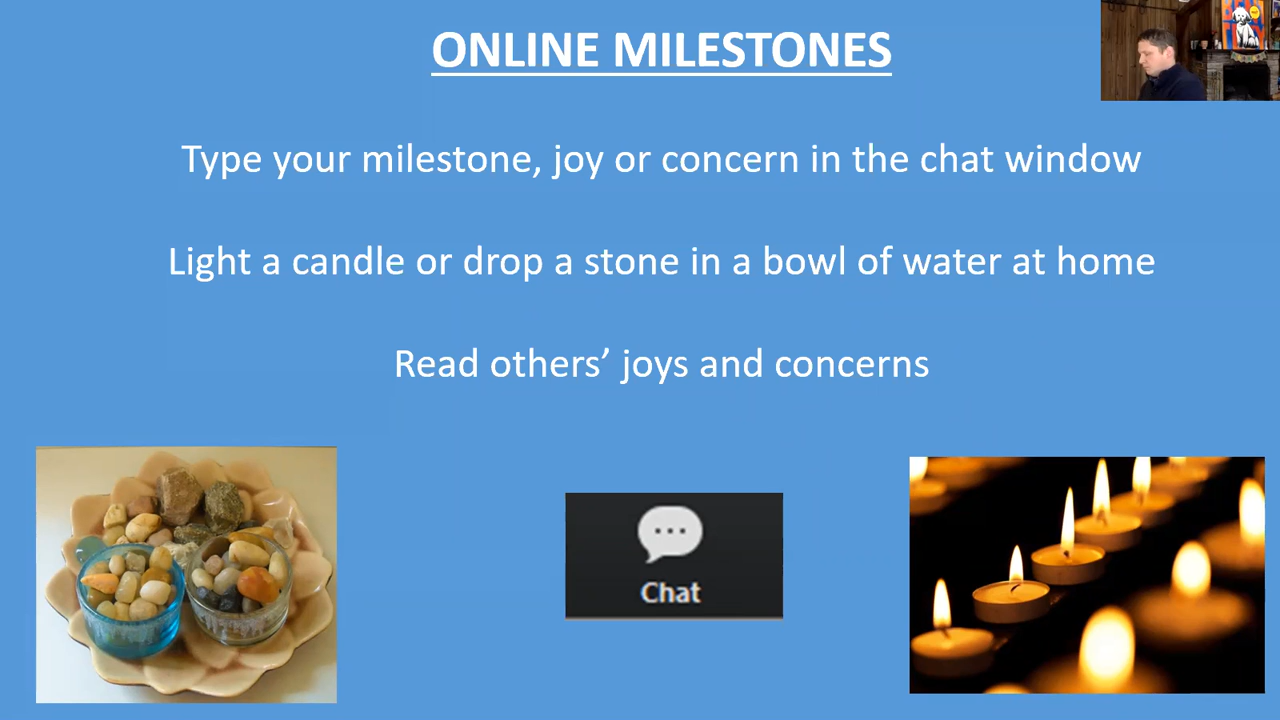 ONLINE MILESTONES
Type your milestone, joy or concern in the chat window
Light a candle or drop a stone in a bowl of water at home
Read others’ joys and concerns
Chat